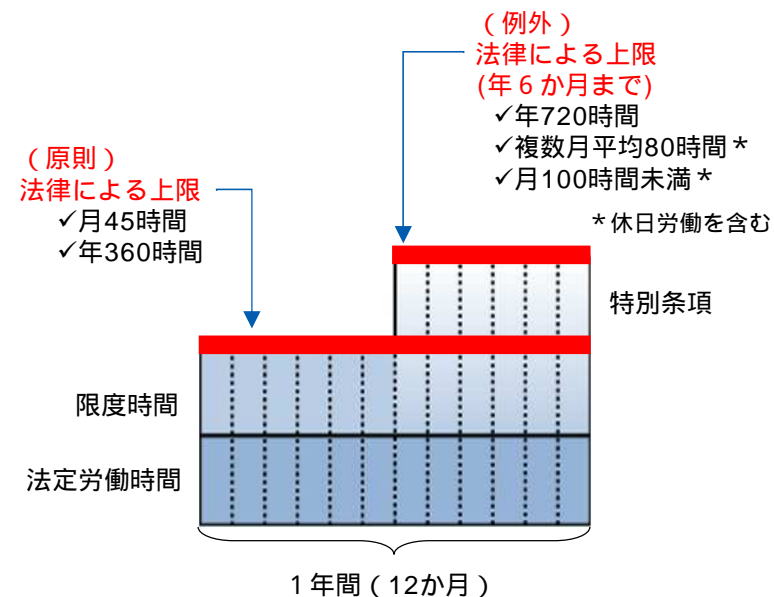 (例外)
法律による上限
(年6か月まで)
✓年720時間
✓複数月平均80時間*
✓月100時間未満*
*休日労働を含む
(原則)
法律による上限
✓月45時間
✓年360時間
特別条項
限度時間
法定労働時間
1年間(12か月)